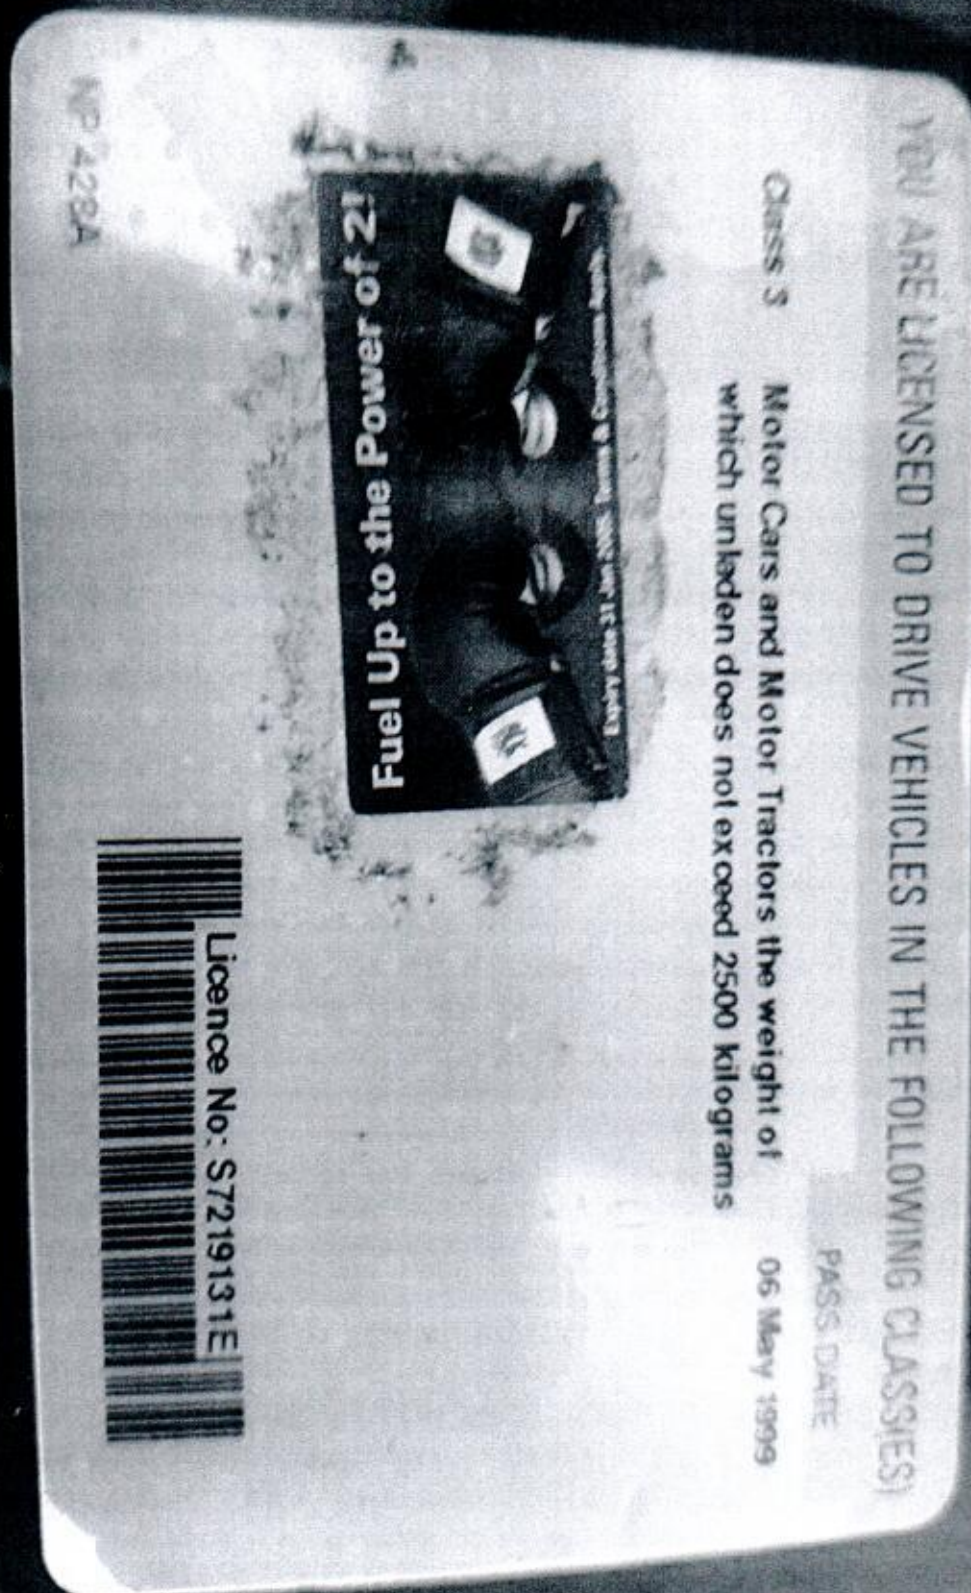 YOU ARE LICENSED TO DRIVE VEHICLES IN THE FOLLOWING CLASS(ES)
PASS DATE
Class 3 Motor Cars and Motor Tractors the weight of 06 May 1999
which unladen does not exceed 2500 kilograms
Fuel Up to the Power of 2!
Licence No: S7219131E
NP 428A